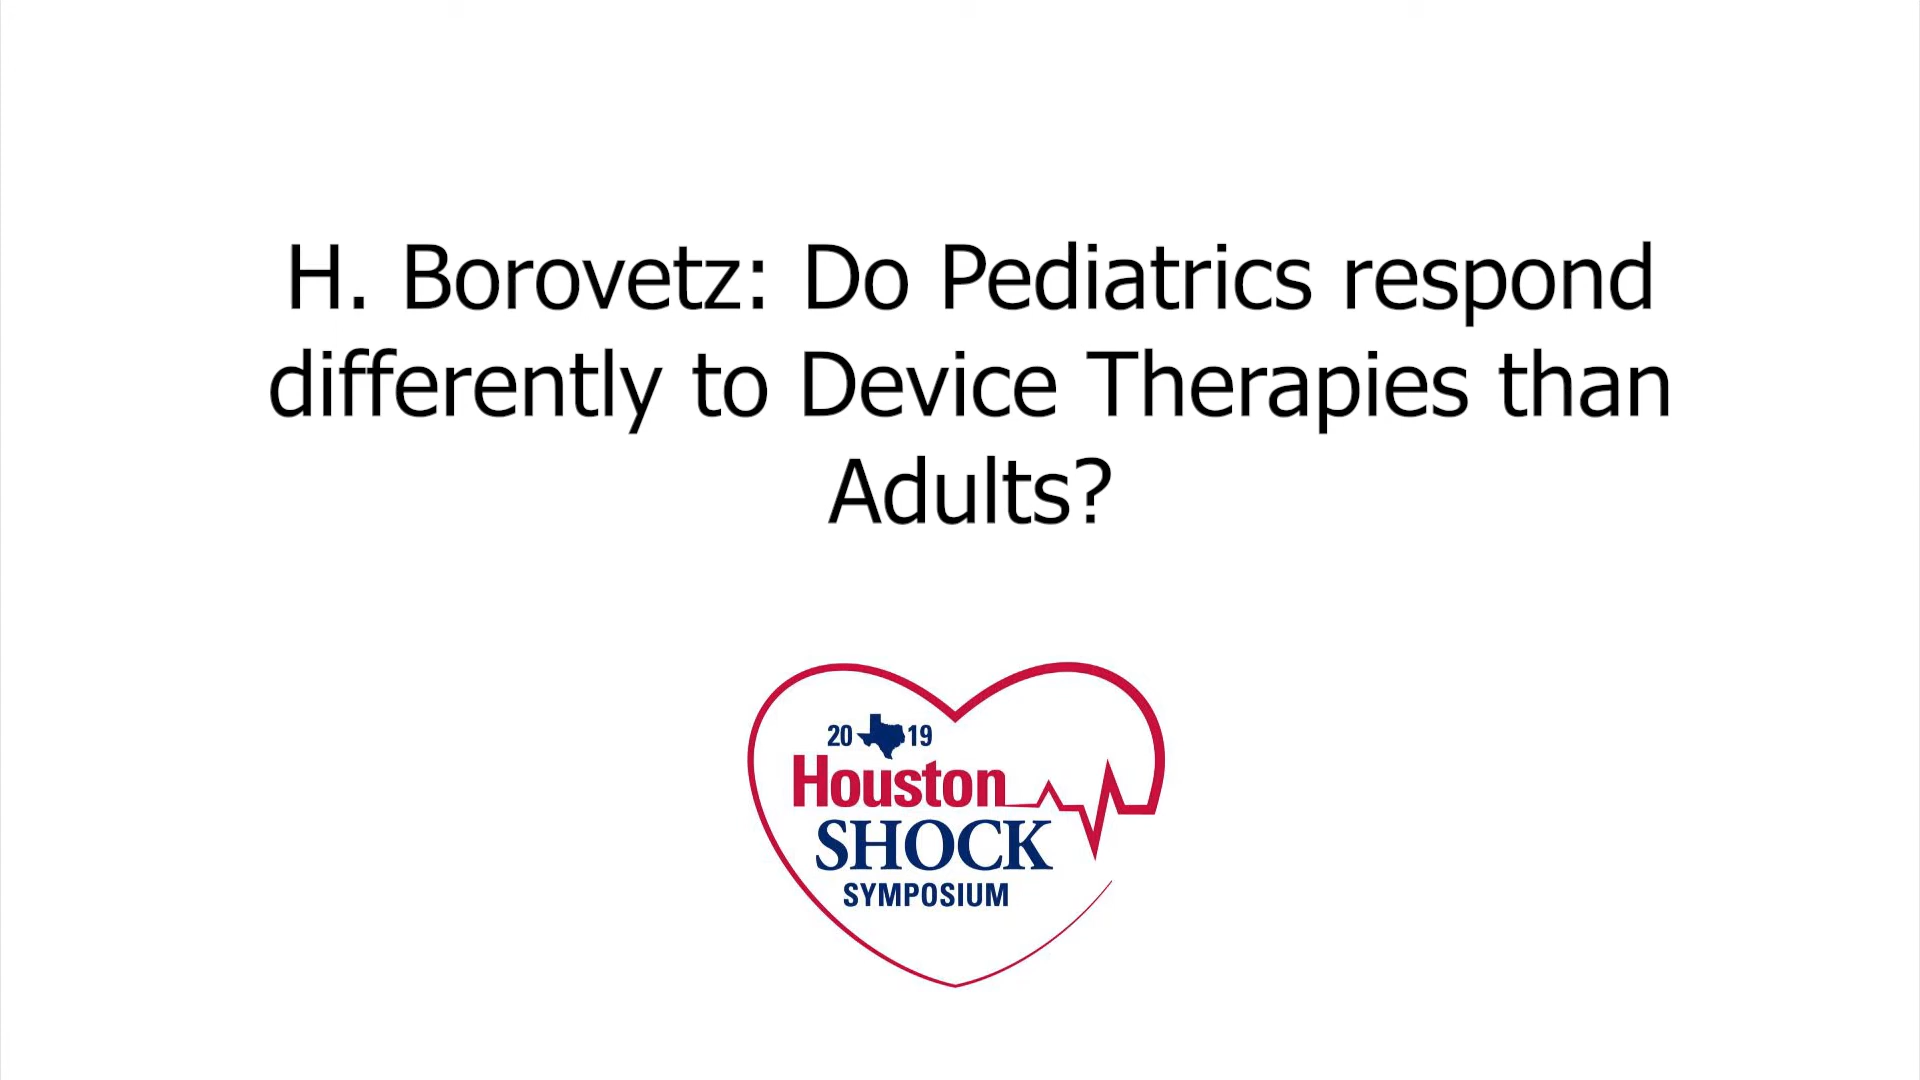 H. Borovetz: Do Pediatrics respond
differently to Device Therapies than
Adults?
20 19
Houston
SHOCK
SYMPOSIUM